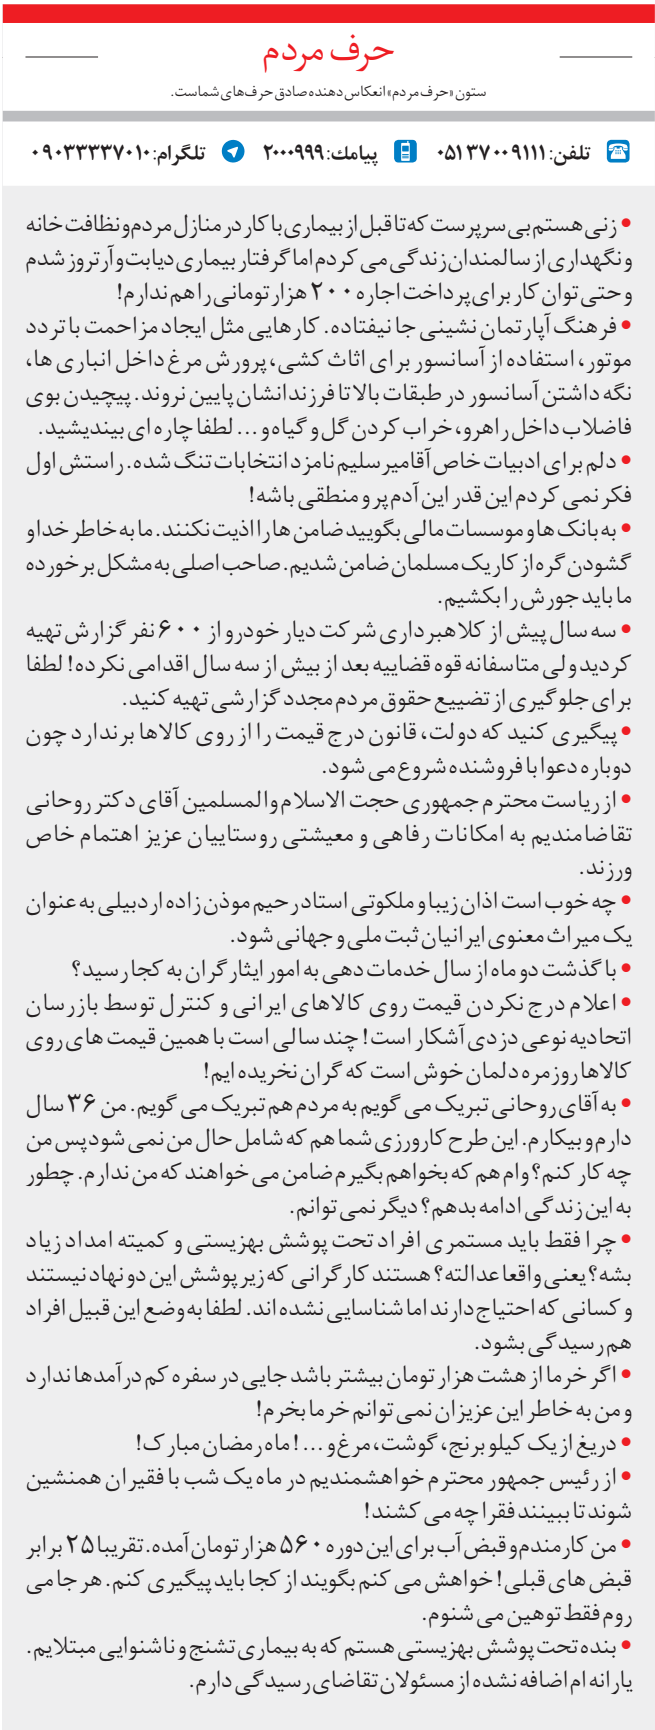 حرف مردم
ستون «حرف مردم» انعکاس دهنده صادق حرف‌های شماست.
تلفن: ۰۵۱۳۷۰۰۹۱۱۱ پیامک: ۲۰۰۰۹۹۹ تلگرام: ۰۹۰۳۳۳۳۷۰۱۰
• زنی هستم بی سرپرست که تا قبل از بیماری با کار در منازل مردم و نظافت خانه
و نگهداری از سالمندان زندگی می کردم اما گرفتار بیماری دیابت و آرتروز شدم
و حتی توان کار برای پرداخت اجاره ۲۰۰ هزار تومانی را هم ندارم!
• فرهنگ آپارتمان نشینی جا نیفتاده. کارهایی مثل ایجاد مزاحمت با تردد
موتور، استفاده از آسانسور برای اثاث کشی، پرورش مرغ داخل انباری ها،
نگه داشتن آسانسور در طبقات بالا تا فرزندانشان پایین نروند. پیچیدن بوی
فاضلاب داخل راهرو، خراب کردن گل و گیاه و ... لطفا چاره ای بیندیشید.
• دلم برای ادبیات خاص آقا میرسلیم نامزد انتخابات تنگ شده. راستش اول
فکر نمی کردم این قدر این آدم پر و منطقی باشه!
• به بانک ها و موسسات مالی بگویید ضامن ها را اذیت نکنند. ما به خاطر خدا و
گشودن گره از کار یک مسلمان ضامن شدیم. صاحب اصلی به مشکل برخورده
ما باید جورش را بکشیم.
• سه سال پیش از کلاهبرداری شرکت دیار خودرو از ۶۰۰ نفر گزارش تهیه
کردید ولی متاسفانه قوه قضاییه بعد از بیش از سه سال اقدامی نکرده! لطفا
برای جلوگیری از تضییع حقوق مردم مجدد گزارشی تهیه کنید.
• پیگیری کنید که دولت، قانون درج قیمت را از روی کالاها برندارد چون
دوباره دعوا با فروشنده شروع می شود.
• از ریاست محترم جمهوری حجت الاسلام والمسلمین آقای دکتر روحانی
تقاضامندیم به امکانات رفاهی و معیشتی روستاییان عزیز اهتمام خاص
ورزند.
• چه خوب است اذان زیبا و ملکوتی استاد رحیم موذن زاده اردبیلی به عنوان
یک میراث معنوی ایرانیان ثبت ملی و جهانی شود.
• با گذشت دو ماه از سال خدمات دهی به امور ایثارگران به کجا رسید؟
• اعلام درج نکردن قیمت روی کالاهای ایرانی و کنترل توسط بازرسان
اتحادیه نوعی دزدی آشکار است! چند سالی است با همین قیمت های روی
کالاها روزمره دلمان خوش است که گران نخریده ایم!
• به آقای روحانی تبریک می گویم به مردم هم تبریک می گویم. من ۳۶ سال
دارم و بیکارم. این طرح کارورزی شما هم که شامل حال من نمی شود پس من
چه کار کنم؟ وام هم که بخواهم بگیرم ضامن می خواهند که من ندارم. چطور
به این زندگی ادامه بدهم؟ دیگر نمی توانم.
• چرا فقط باید مستمری افراد تحت پوشش بهزیستی و کمیته امداد زیاد
بشه؟ یعنی واقعا عدالته؟ هستند کارگرانی که زیر پوشش این دو نهاد نیستند
و کسانی که احتیاج دارند اما شناسایی نشده اند. لطفا به وضع این قبیل افراد
هم رسیدگی بشود.
• اگر خرما از هشت هزار تومان بیشتر باشد جایی در سفره کم درآمدها ندارد
و من به خاطر این عزیزان نمی توانم خرما بخرم!
• دریغ از یک کیلو برنج، گوشت، مرغ و ... ! ماه رمضان مبارک!
• از رئیس جمهور محترم خواهشمندیم در ماه یک شب با فقیران همنشین
شوند تا ببینند فقرا چه می کشند!
• من کارمندم و قبض آب برای این دوره ۵۶۰ هزار تومان آمده. تقریبا ۲۵ برابر
قبض های قبلی! خواهش می کنم بگویند از کجا باید پیگیری کنم. هر جا می
روم فقط توهین می شنوم.
• بنده تحت پوشش بهزیستی هستم که به بیماری تشنج و ناشنوایی مبتلایم.
یارانه ام اضافه نشده از مسئولان تقاضای رسیدگی دارم.